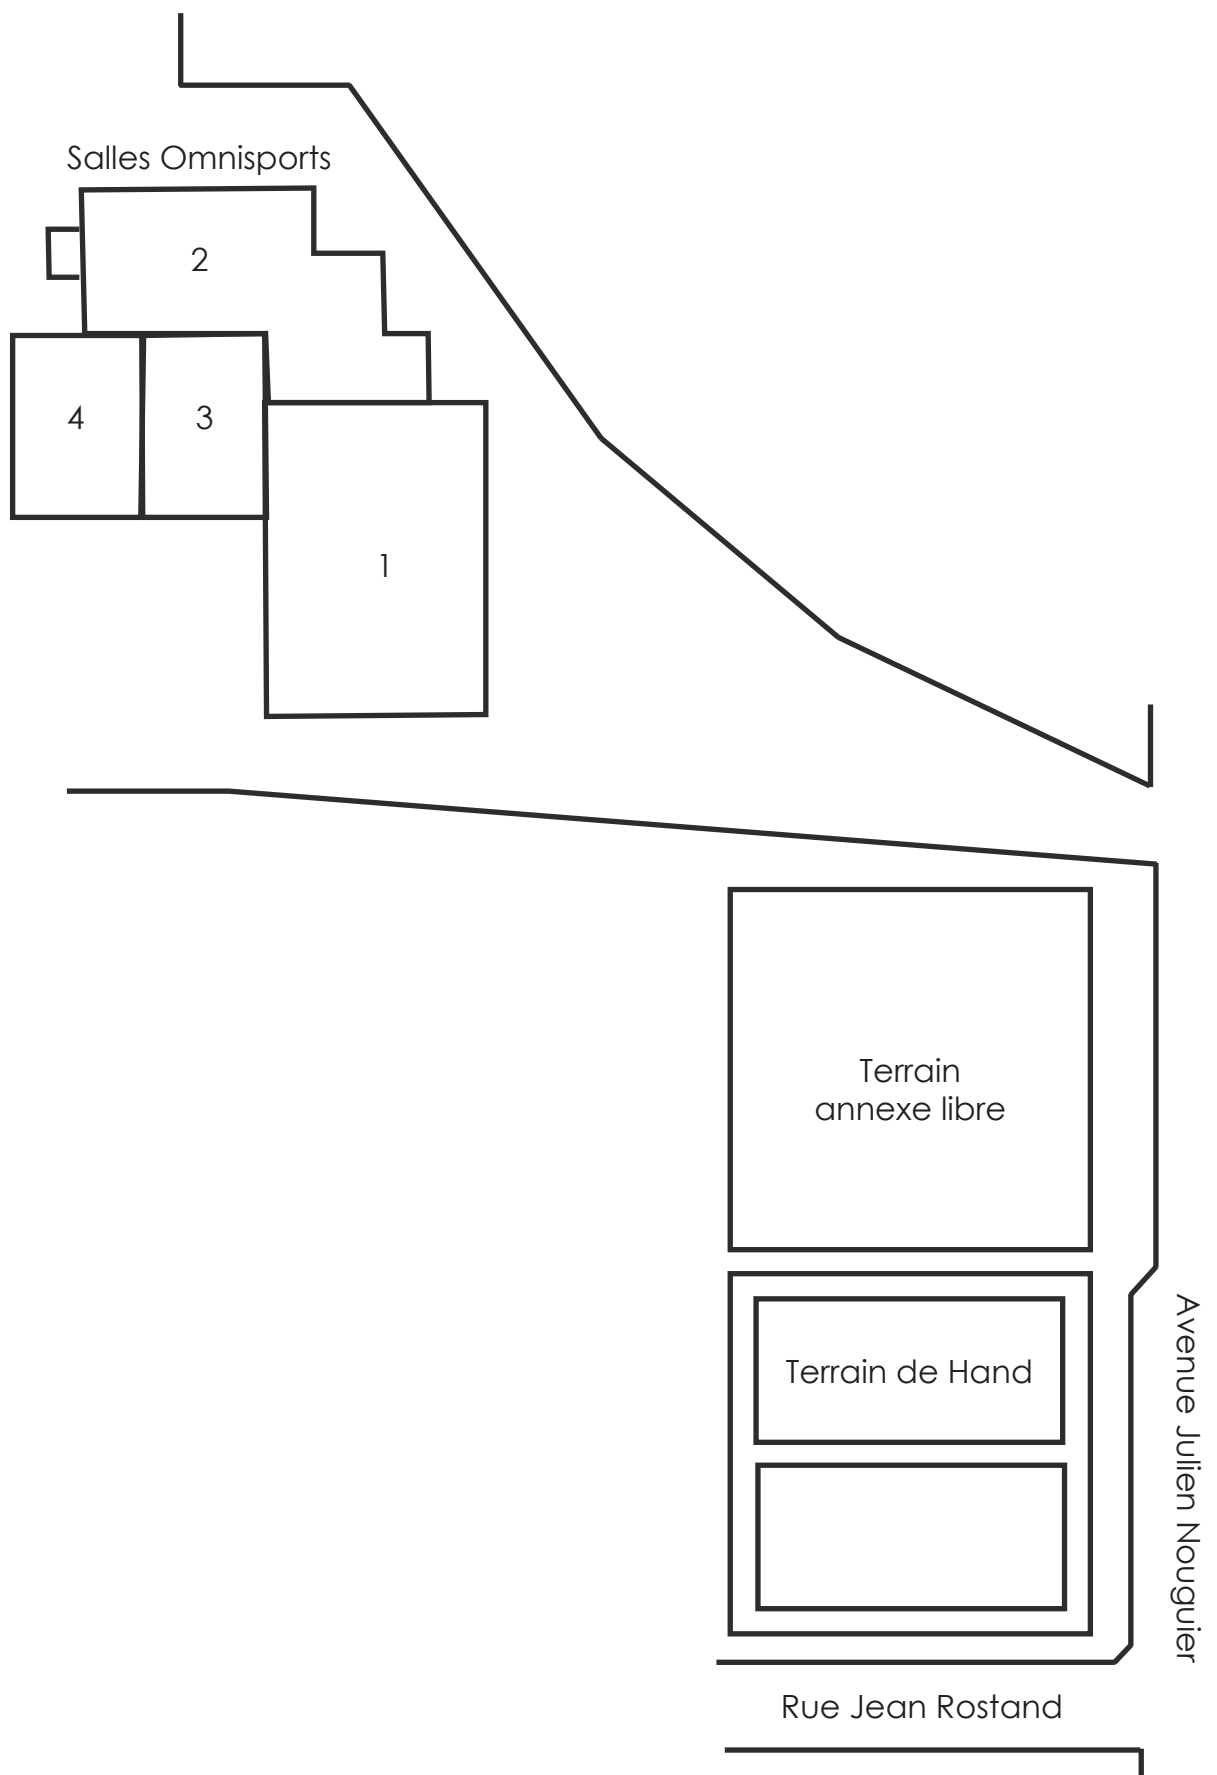 Salles Omnisports
2
4
3
1
Terrain
annexe libre
Terrain de Hand
Avenue Julien Nouguier
Rue Jean Rostand